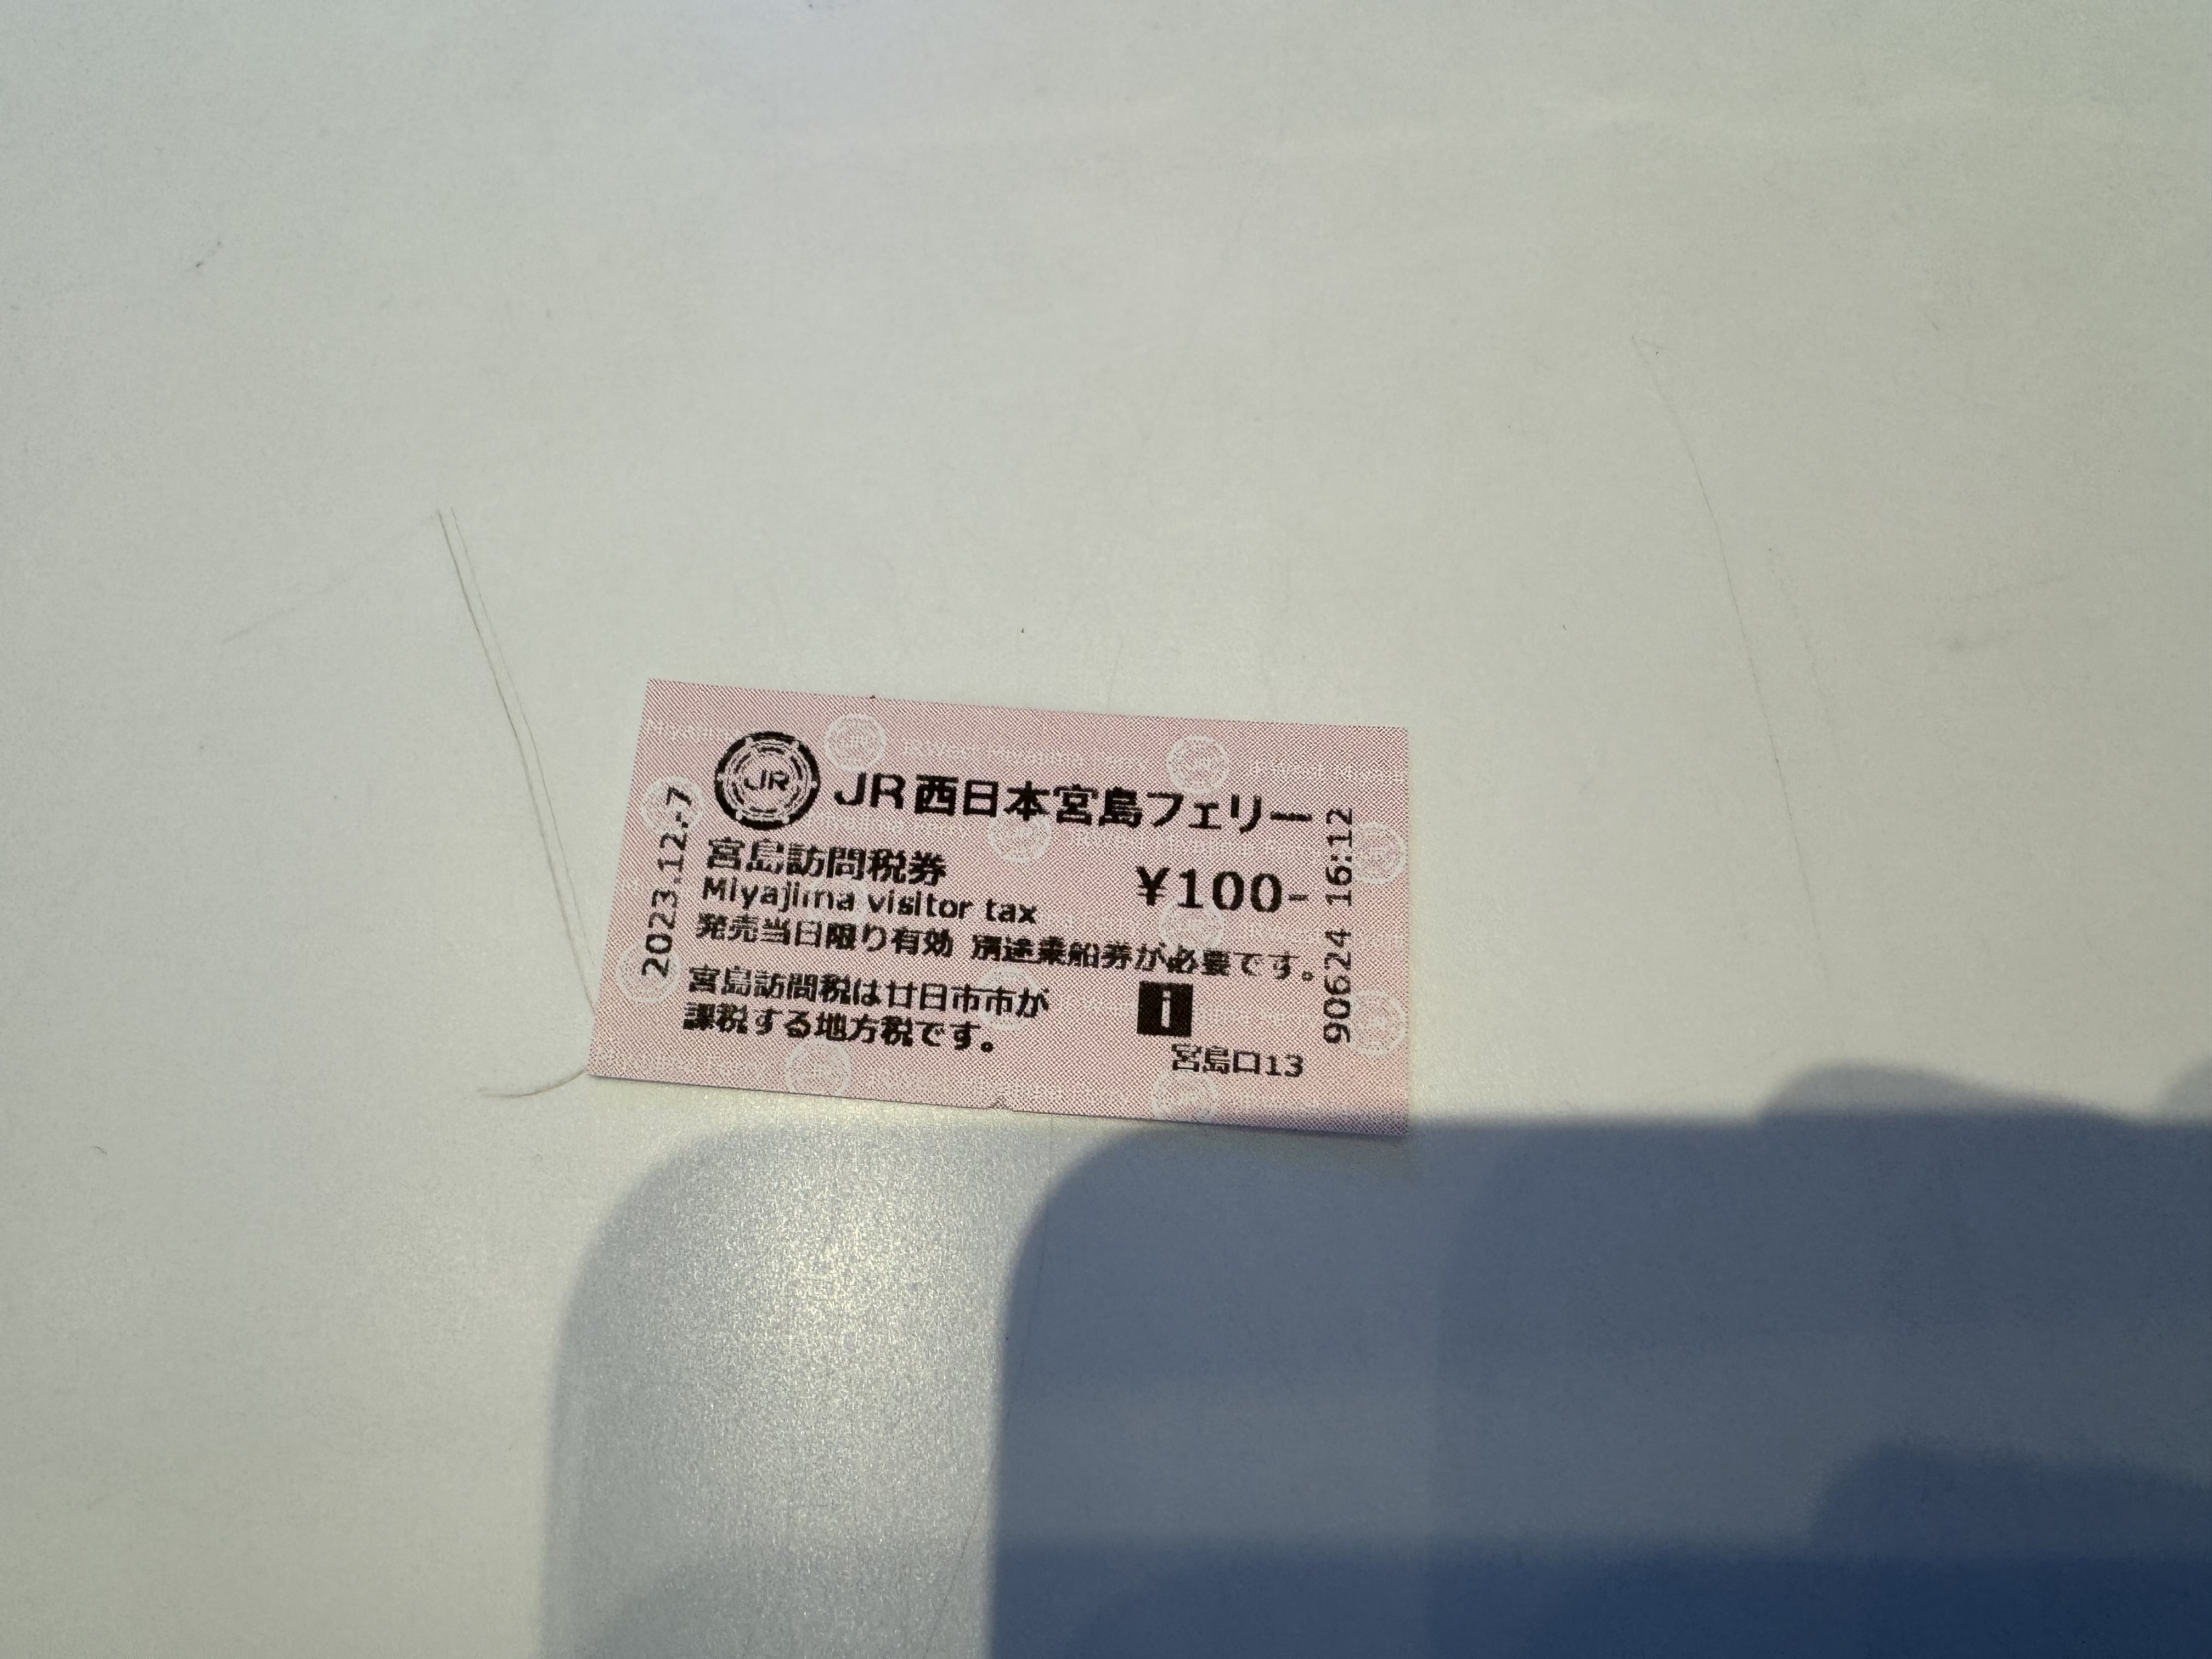 JR
JR西日本宮島フェリー
宮島訪問税券
¥100-
Miyajima visitor tax
発売当日限り有効 別途乗船券が必要です。
宮島訪問税は廿日市市が
課税する地方税です。
i
宮島口13
2023.12.-7
90624 16:12